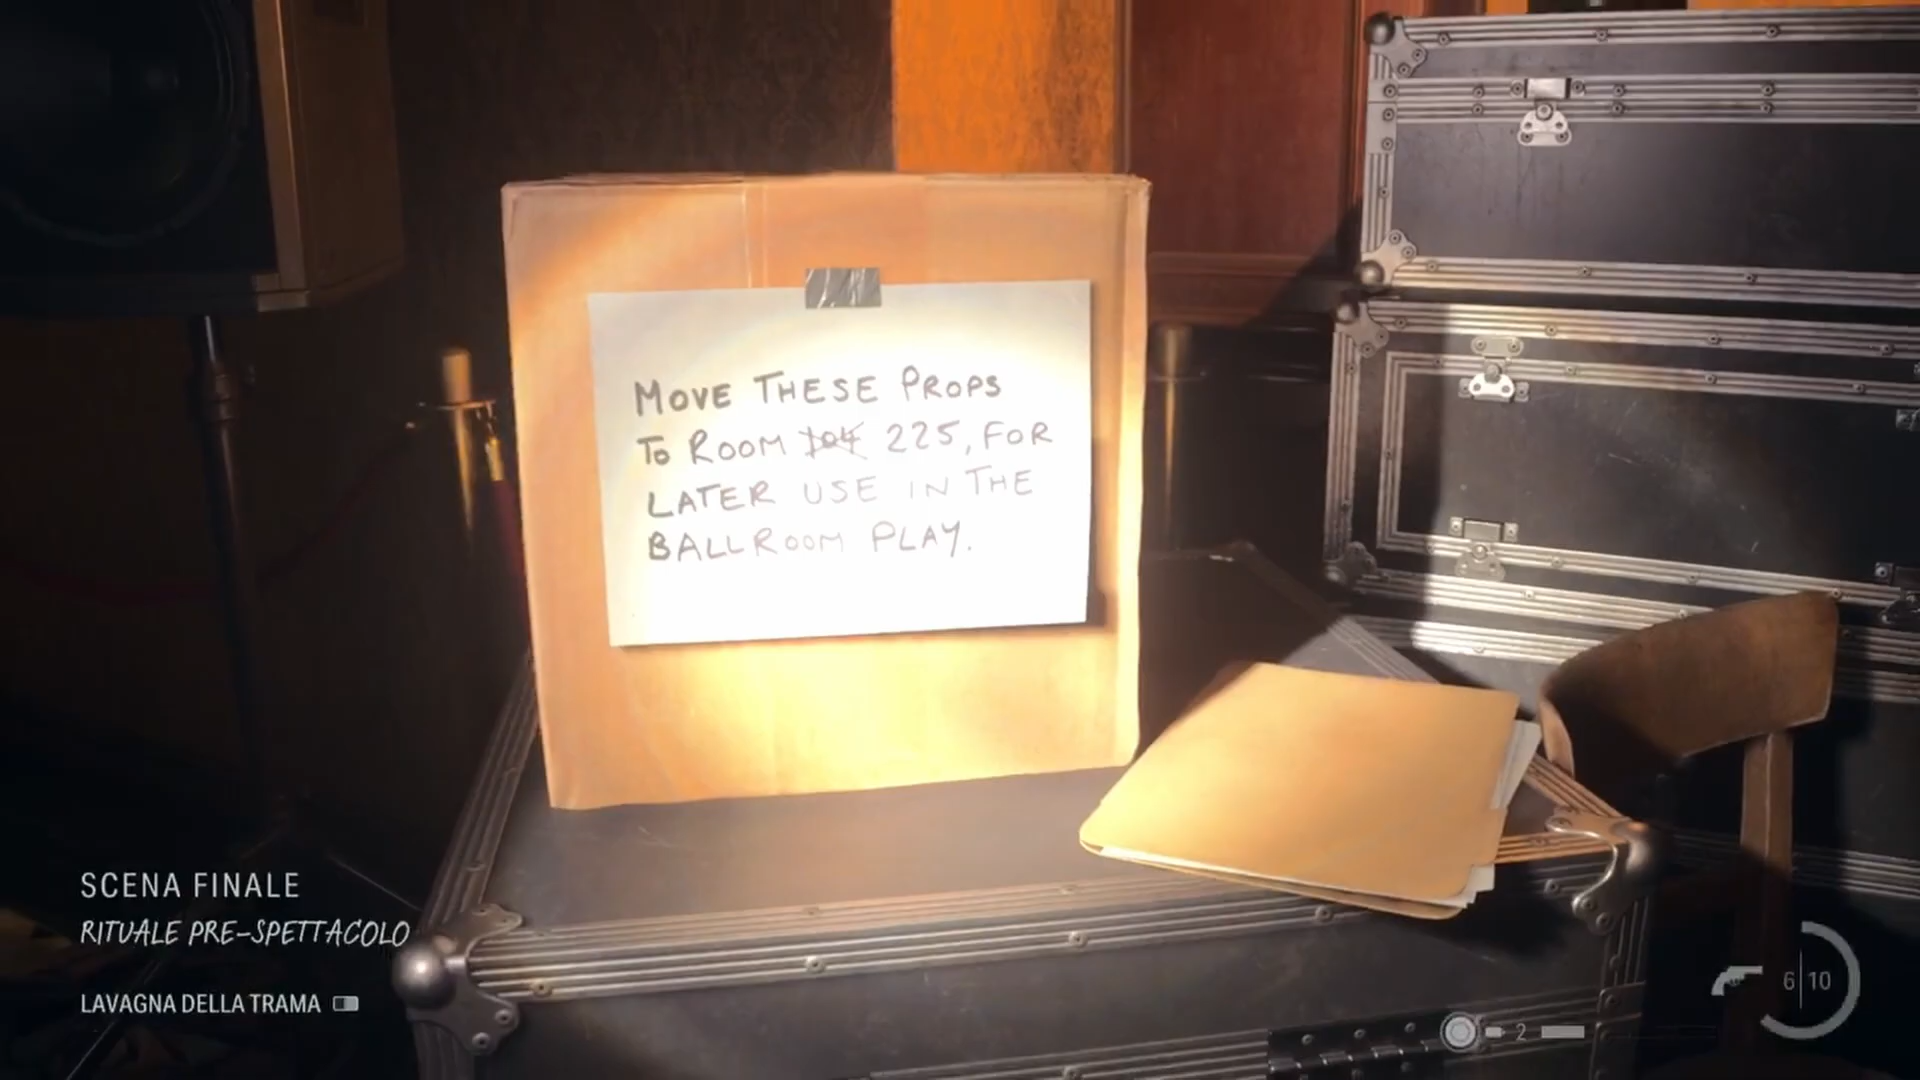 MOVE THESE PROPS
TO ROOM 104 225, FOR
LATER USE IN THE
BALLROOM PLAY.
SCENA FINALE
RITUALE PRE-SPETTACOLO
LAVAGNA DELLA TRAMA
6 10
2